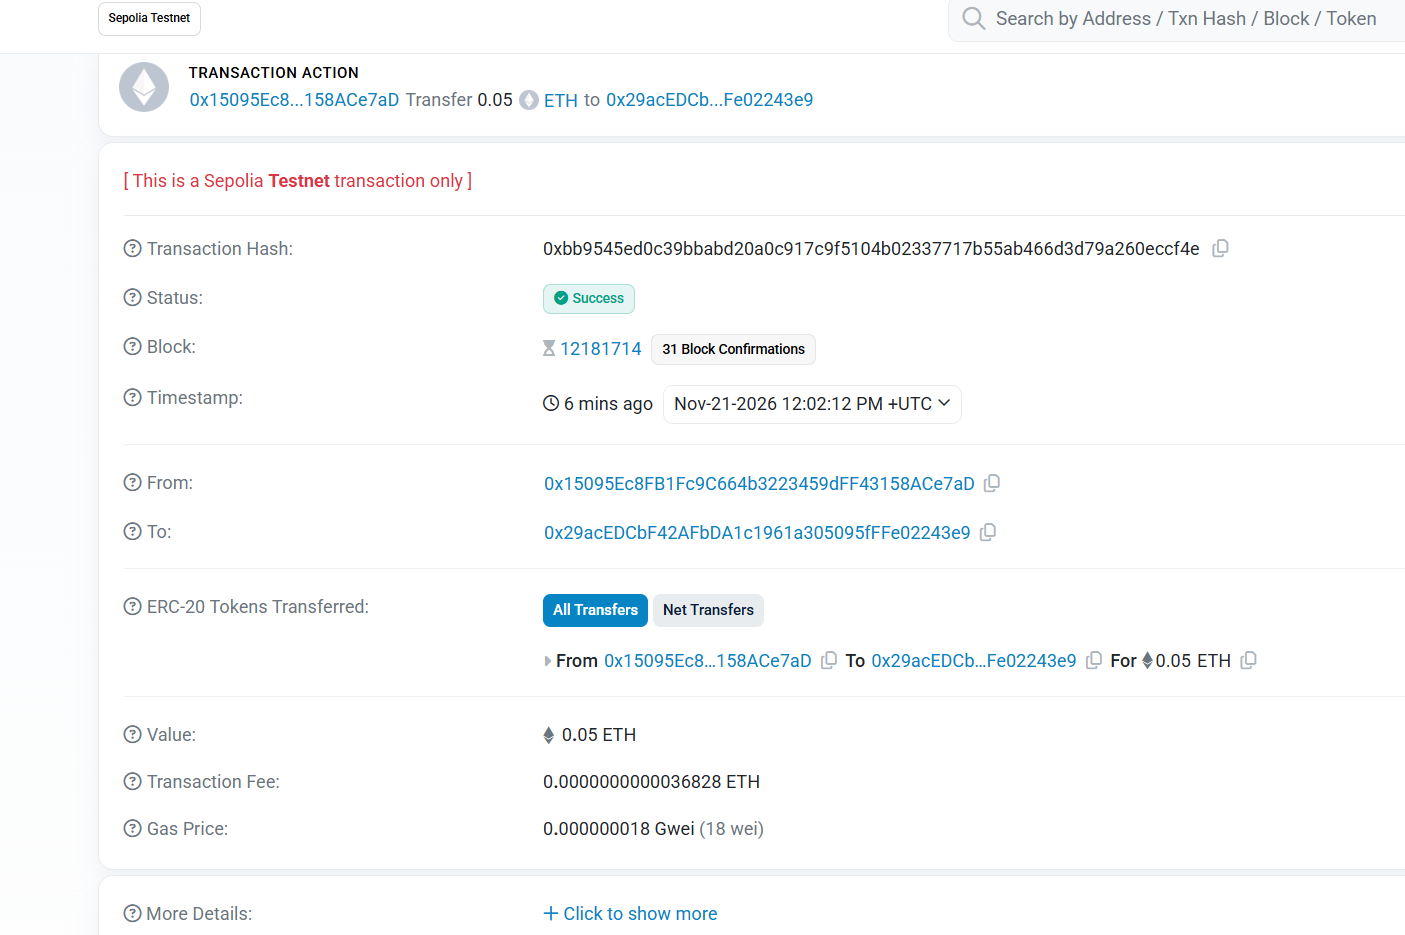 Sepolia Testnet
Search by Address / Txn Hash / Block / Token
TRANSACTION ACTION
0x15095Ec8...158ACe7aD Transfer 0.05 ETH to 0x29acEDCb...Fe02243e9
[ This is a Sepolia Testnet transaction only ]
Transaction Hash: 0xbb9545ed0c39bbabd20a0c917c9f5104b02337717b55ab466d3d79a260eccf4e
Status: Success
Block: 12181714 31 Block Confirmations
Timestamp: 6 mins ago Nov-21-2026 12:02:12 PM +UTC
From: 0x15095Ec8FB1Fc9C664b3223459dFF43158ACe7aD
To: 0x29acEDCbF42AFbDA1c1961a305095fFFe02243e9
ERC-20 Tokens Transferred: All Transfers Net Transfers
From 0x15095Ec8...158ACe7aD To 0x29acEDCb...Fe02243e9 For 0.05 ETH
Value: 0.05 ETH
Transaction Fee: 0.0000000000036828 ETH
Gas Price: 0.000000018 Gwei (18 wei)
More Details: + Click to show more